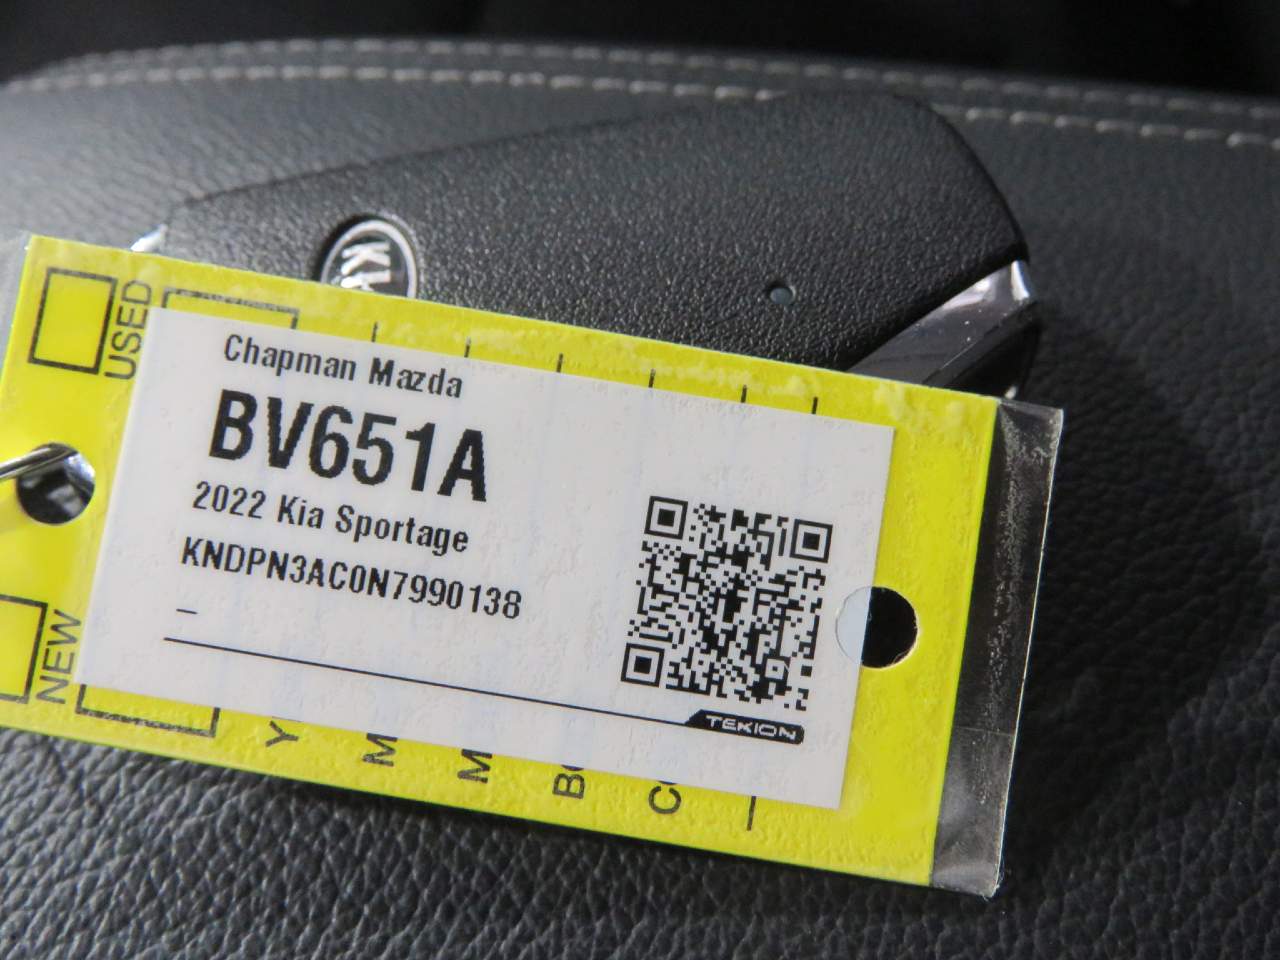 USED
Chapman Mazda
BV651A
2022 Kia Sportage
KNDPN3AC0N7990138
NEW
TEKION
Y
M
M